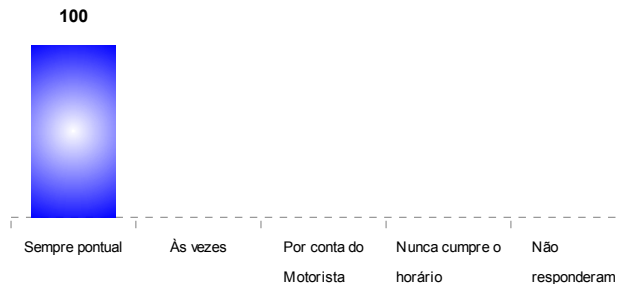 100
Sempre pontual
Às vezes
Por conta do
Motorista
Nunca cumpre o
horário
Não
responderam